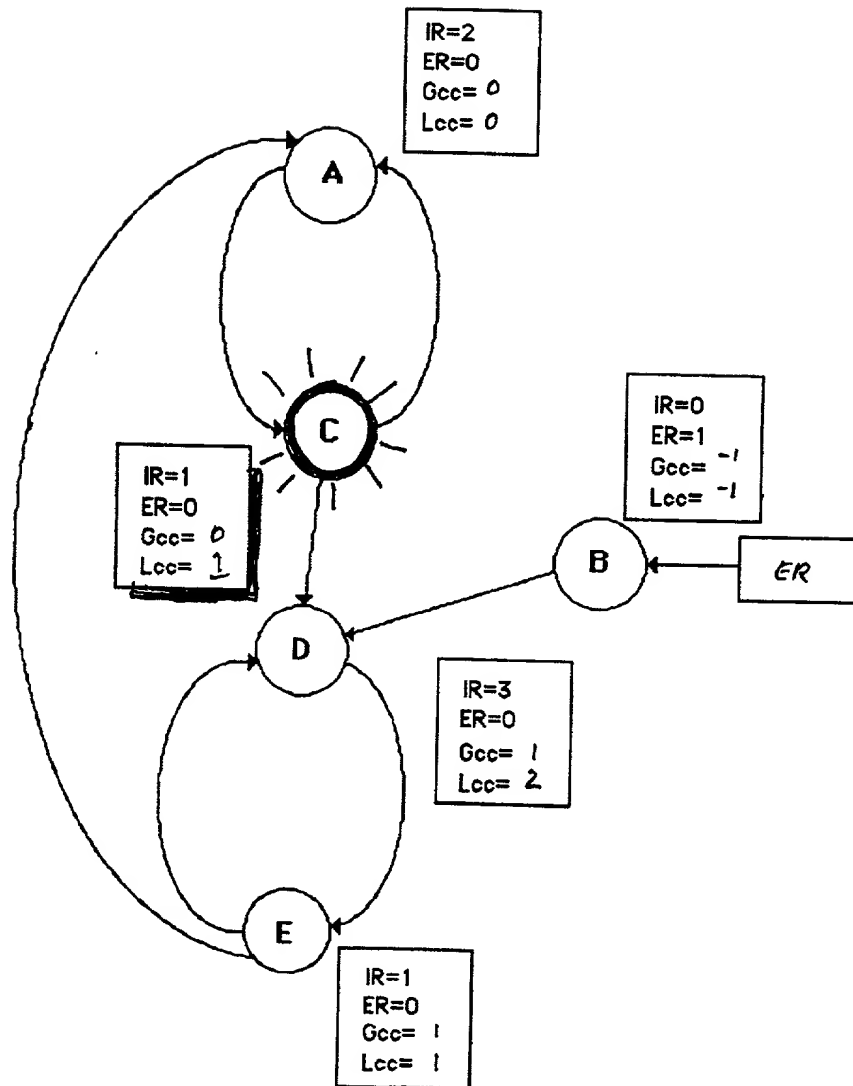 IR=2
ER=0
Gcc= 0
Lcc= 0
A
C
IR=0
ER=1
Gcc= -1
Lcc= -1
IR=1
ER=0
Gcc= 0
Lcc= 1
B
ER
D
IR=3
ER=0
Gcc= 1
Lcc= 2
E
IR=1
ER=0
Gcc= 1
Lcc= 1